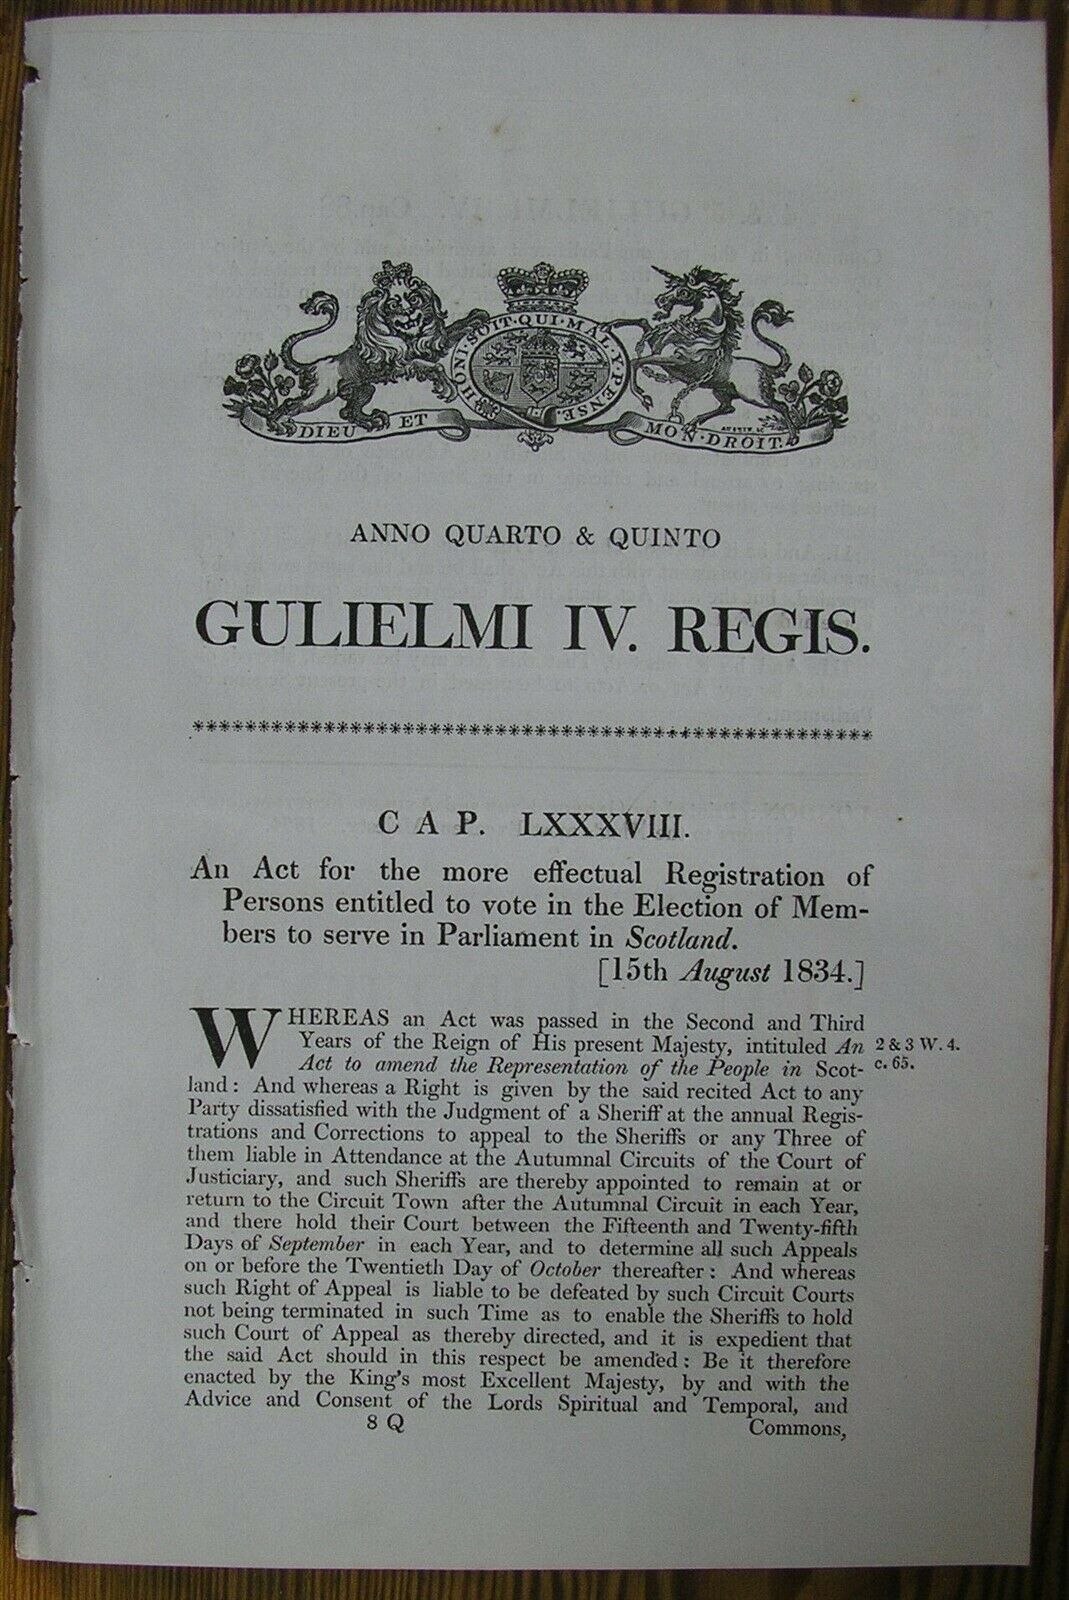 HONI·SOIT·QUI·MAL·Y·PENSE
DIEU ET MON·DROIT.
ANNO QUARTO & QUINTO
GULIELMI IV. REGIS.
CAP. LXXXVIII.
An Act for the more effectual Registration of
Persons entitled to vote in the Election of Mem-
bers to serve in Parliament in Scotland.
[15th August 1834.]
WHEREAS an Act was passed in the Second and Third
Years of the Reign of His present Majesty, intituled An 2 & 3 W. 4.
Act to amend the Representation of the People in Scot- c. 65.
land: And whereas a Right is given by the said recited Act to any
Party dissatisfied with the Judgment of a Sheriff at the annual Regis-
trations and Corrections to appeal to the Sheriffs or any Three of
them liable in Attendance at the Autumnal Circuits of the Court of
Justiciary, and such Sheriffs are thereby appointed to remain at or
return to the Circuit Town after the Autumnal Circuit in each Year,
and there hold their Court between the Fifteenth and Twenty-fifth
Days of September in each Year, and to determine all such Appeals
on or before the Twentieth Day of October thereafter: And whereas
such Right of Appeal is liable to be defeated by such Circuit Courts
not being terminated in such Time as to enable the Sheriffs to hold
such Court of Appeal as thereby directed, and it is expedient that
the said Act should in this respect be amended: Be it therefore
enacted by the King's most Excellent Majesty, by and with the
Advice and Consent of the Lords Spiritual and Temporal, and
8 Q Commons,